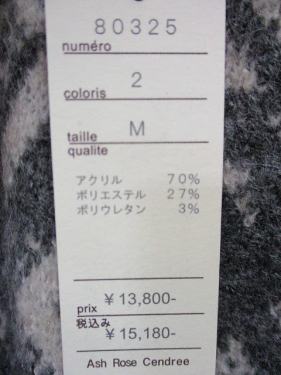 80325
numéro
2
coloris
M
taille
qualite
アクリル 70%
ポリエステル 27%
ポリウレタン 3%
¥13,800-
prix
税込み
¥15,180-
Ash Rose Cendree